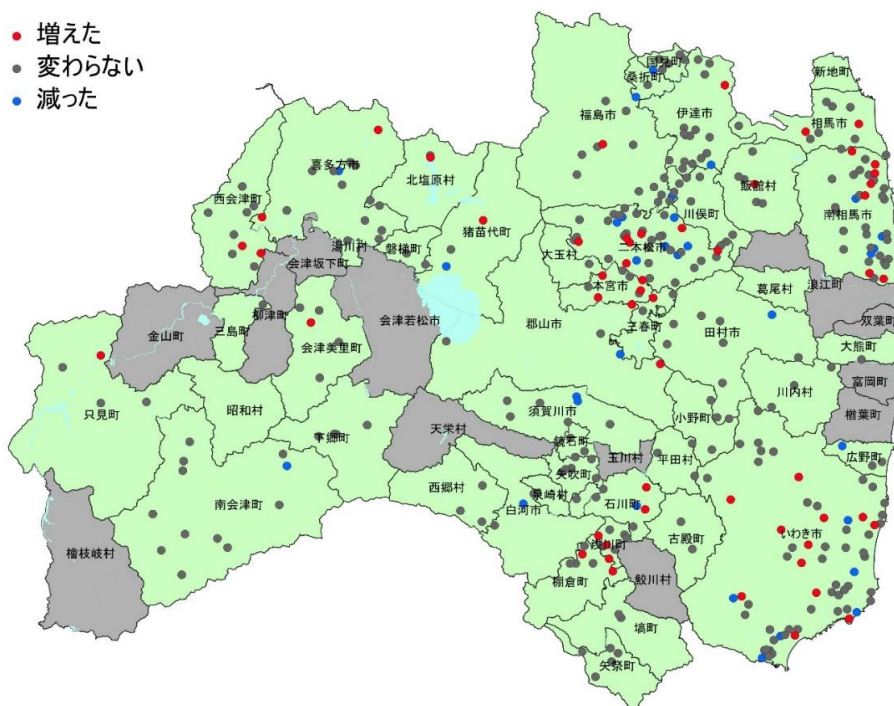 増えた
変わらない
減った
国見町
桑折町
新地町
福島市
伊達市
相馬市
喜多方市
北塩原村
飯館村
西会津町
猪苗代町
川俣町
南相馬市
湯川村
磐梯町
大玉村
二本松市
会津坂下町
本宮市
葛尾村
浪江町
金山町
三島町
柳津町
会津若松市
郡山市
三春町
田村市
双葉町
会津美里町
大熊町
只見町
昭和村
須賀川市
小野町
川内村
富岡町
楢葉町
下郷町
天栄村
鏡石町
玉川村
平田村
広野町
矢吹町
南会津町
西郷村
白河市
泉崎村
石川町
古殿町
いわき市
浅川町
檜枝岐村
棚倉町
鮫川村
塙町
矢祭町